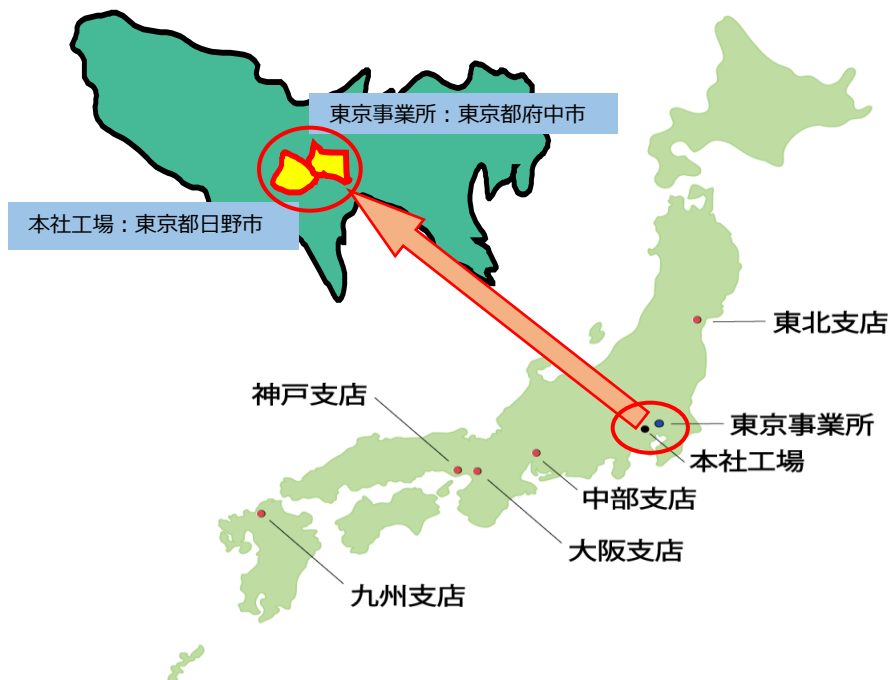 東京事業所：東京都府中市
本社工場：東京都日野市
東北支店
神戸支店
東京事業所
本社工場
中部支店
大阪支店
九州支店